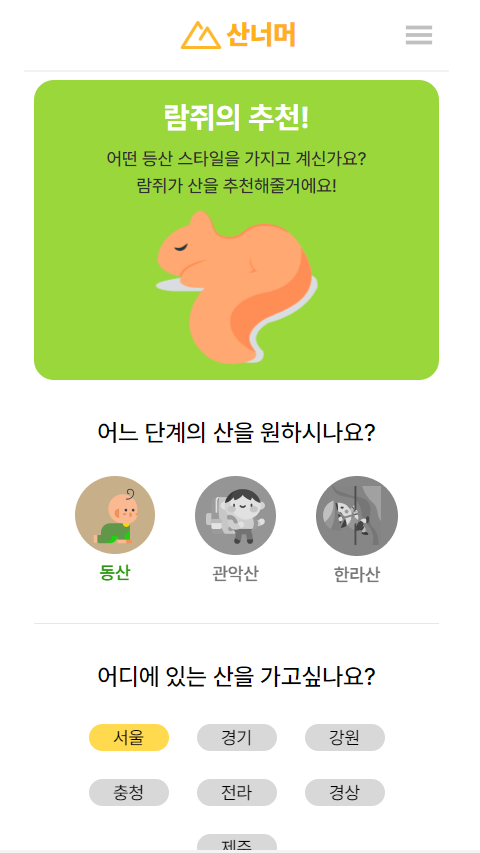 산너머
람쥐의 추천!
어떤 등산 스타일을 가지고 계신가요?
람쥐가 산을 추천해줄거에요!
어느 단계의 산을 원하시나요?
동산 관악산 한라산
어디에 있는 산을 가고싶나요?
서울 경기 강원
충청 전라 경상
제주